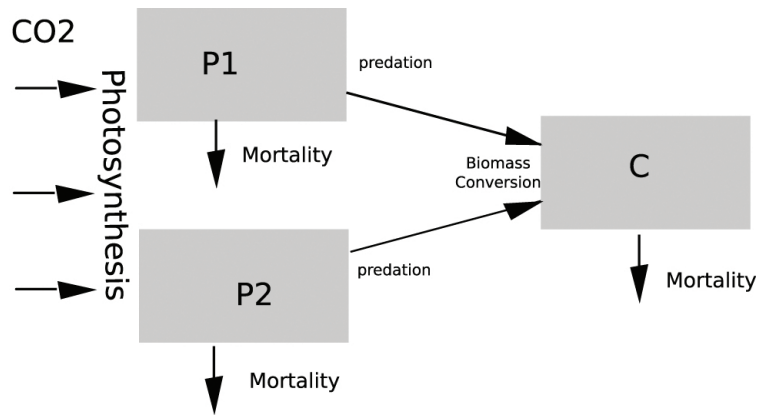 CO2
Photosynthesis
P1
predation
Mortality
Biomass
Conversion
C
P2
predation
Mortality
Mortality